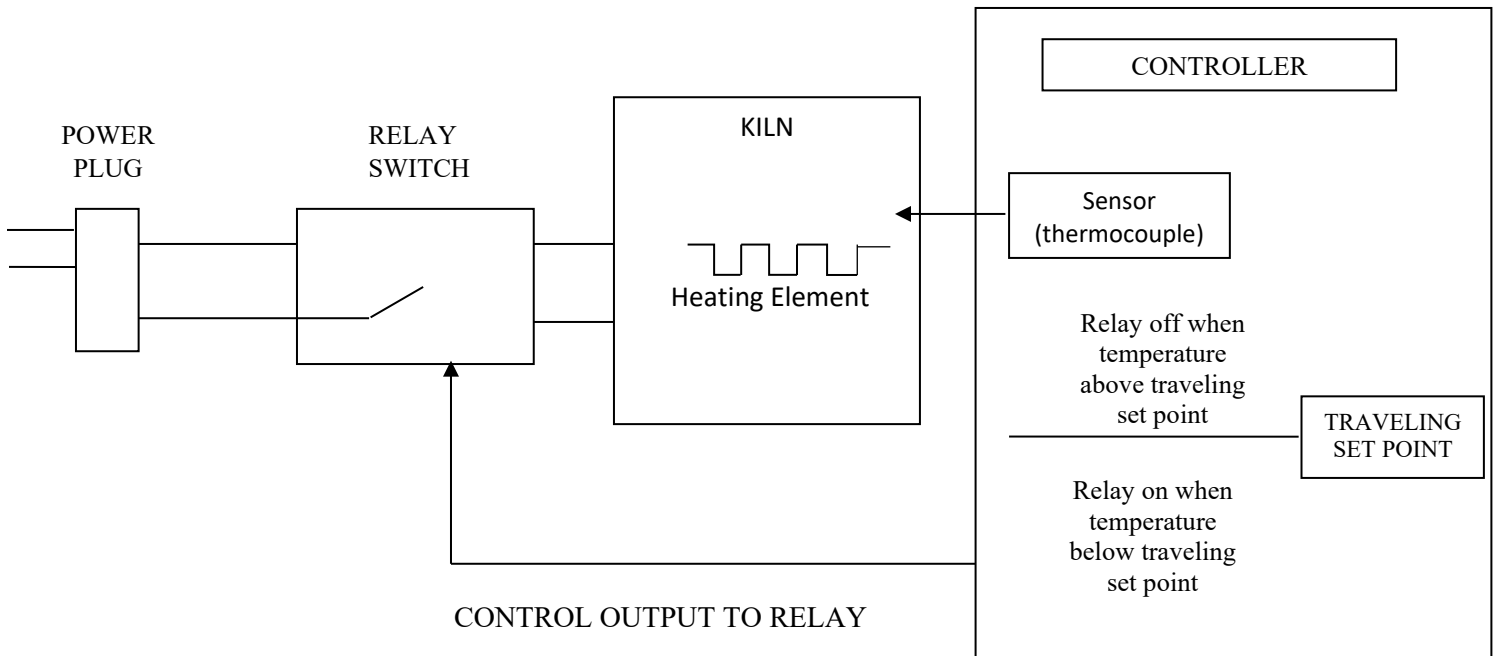 CONTROLLER
POWER
PLUG
RELAY
SWITCH
KILN
Sensor
(thermocouple)
Heating Element
Relay off when
temperature
above traveling
set point
TRAVELING
SET POINT
Relay on when
temperature
below traveling
set point
CONTROL OUTPUT TO RELAY